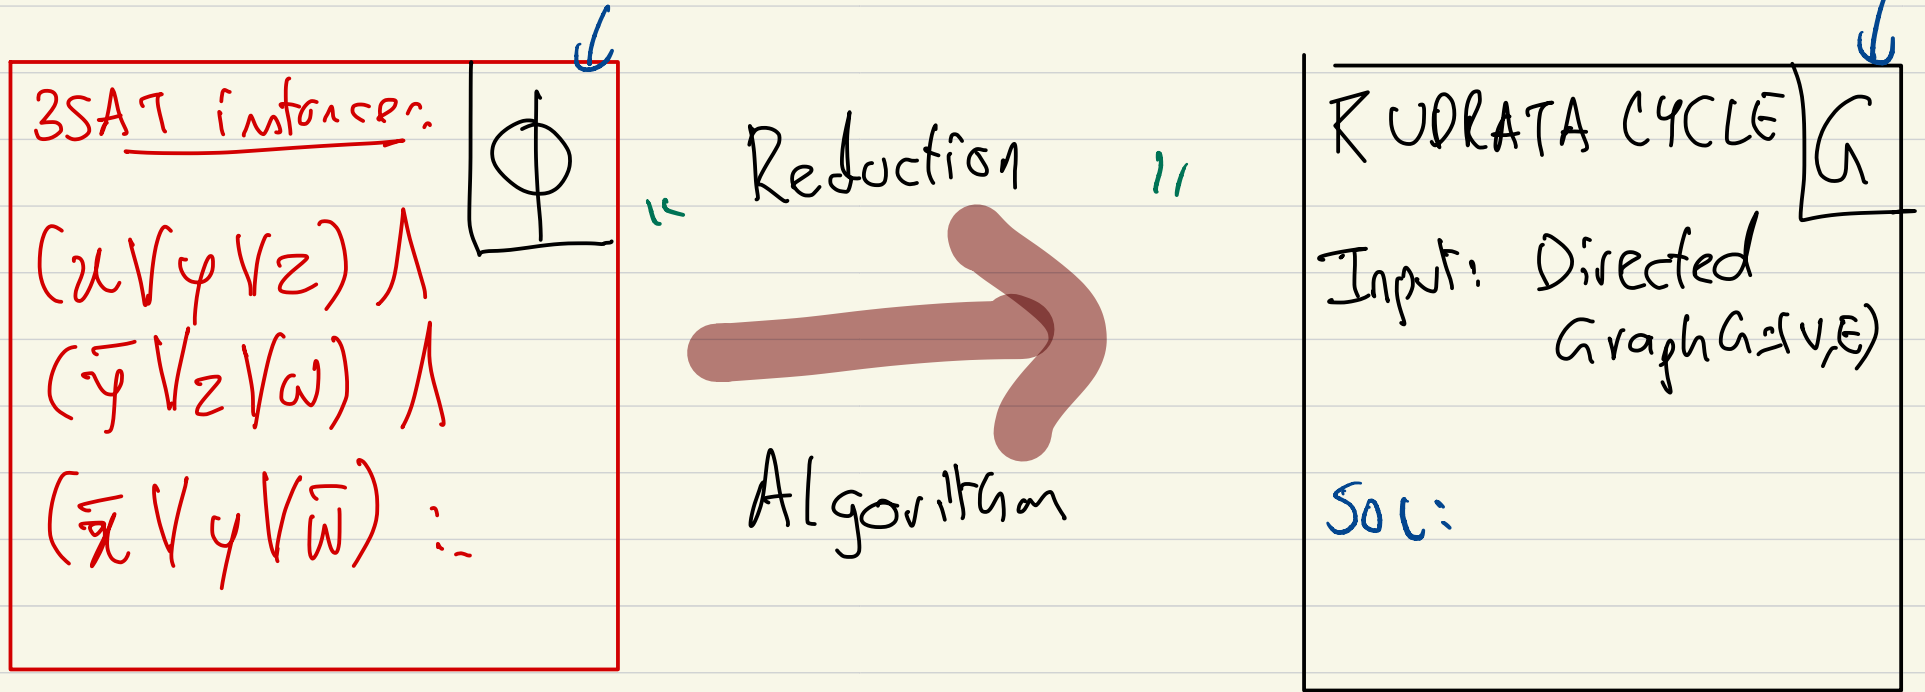 3SAT instance:
Φ
(x V y V z) Λ
(ȳ V z V w) Λ
(x̄ V y V w̄) :
"Reduction"
Algorithm
RUDRATA CYCLE
G
Input: Directed
Graph G=(V,E)
Sol: